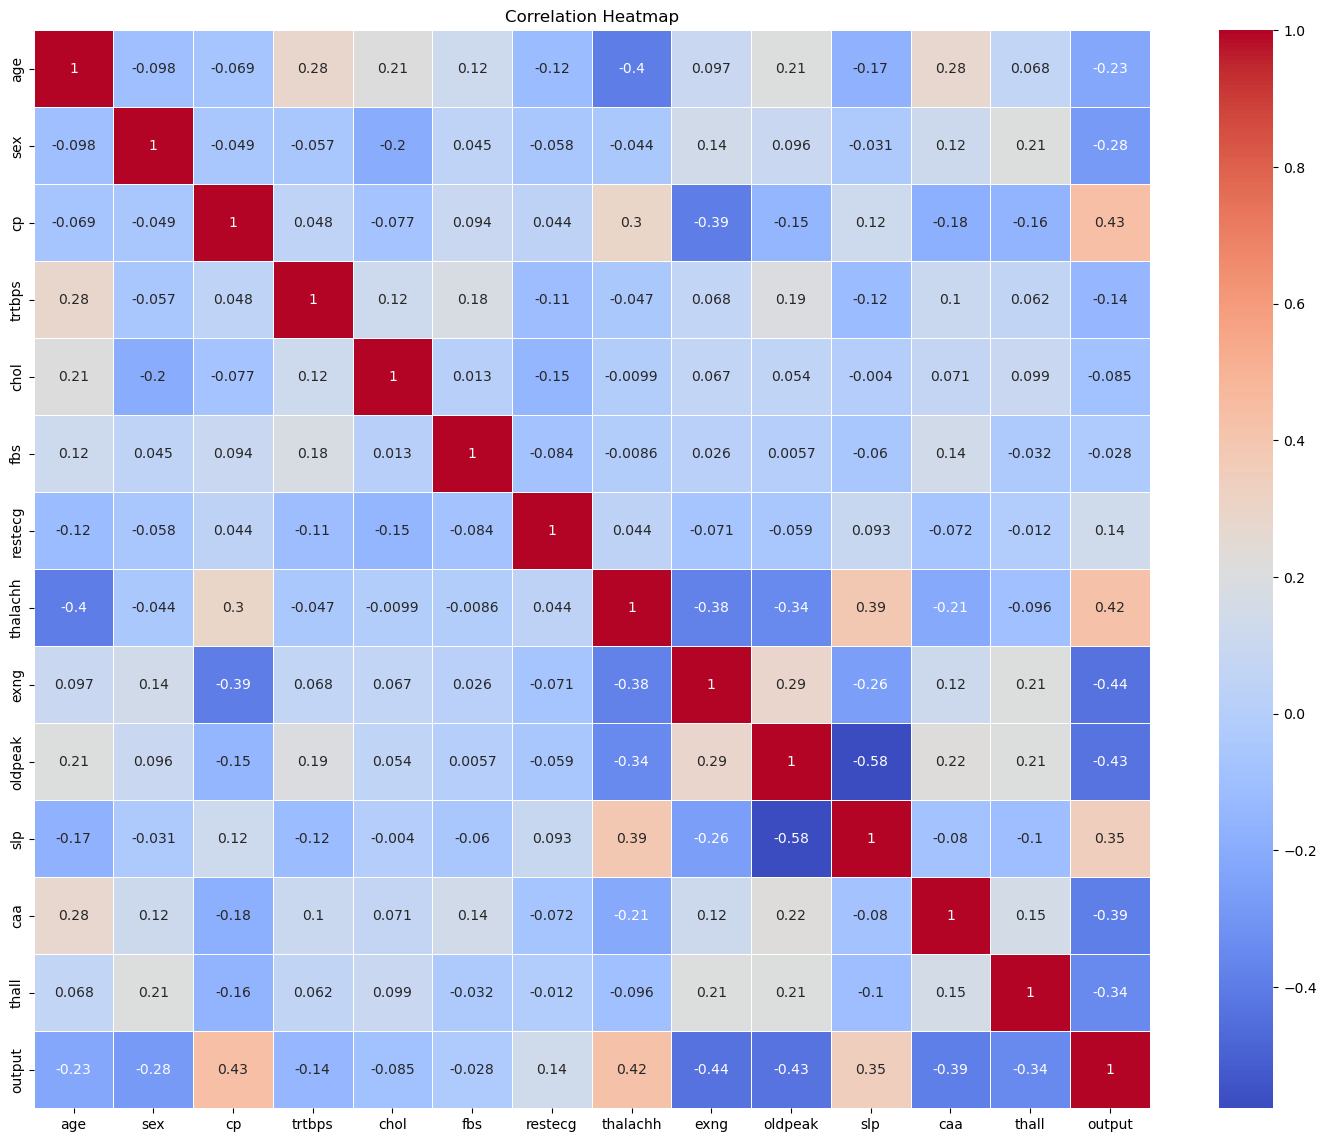 Correlation Heatmap
age 1 -0.098 -0.069 0.28 0.21 0.12 -0.12 -0.4 0.097 0.21 -0.17 0.28 0.068 -0.23
sex -0.098 1 -0.049 -0.057 -0.2 0.045 -0.058 -0.044 0.14 0.096 -0.031 0.12 0.21 -0.28
cp -0.069 -0.049 1 0.048 -0.077 0.094 0.044 0.3 -0.39 -0.15 0.12 -0.18 -0.16 0.43
trtbps 0.28 -0.057 0.048 1 0.12 0.18 -0.11 -0.047 0.068 0.19 -0.12 0.1 0.062 -0.14
chol 0.21 -0.2 -0.077 0.12 1 0.013 -0.15 -0.0099 0.067 0.054 -0.004 0.071 0.099 -0.085
fbs 0.12 0.045 0.094 0.18 0.013 1 -0.084 -0.0086 0.026 0.0057 -0.06 0.14 -0.032 -0.028
restecg -0.12 -0.058 0.044 -0.11 -0.15 -0.084 1 0.044 -0.071 -0.059 0.093 -0.072 -0.012 0.14
thalachh -0.4 -0.044 0.3 -0.047 -0.0099 -0.0086 0.044 1 -0.38 -0.34 0.39 -0.21 -0.096 0.42
exng 0.097 0.14 -0.39 0.068 0.067 0.026 -0.071 -0.38 1 0.29 -0.26 0.12 0.21 -0.44
oldpeak 0.21 0.096 -0.15 0.19 0.054 0.0057 -0.059 -0.34 0.29 1 -0.58 0.22 0.21 -0.43
slp -0.17 -0.031 0.12 -0.12 -0.004 -0.06 0.093 0.39 -0.26 -0.58 1 -0.08 -0.1 0.35
caa 0.28 0.12 -0.18 0.1 0.071 0.14 -0.072 -0.21 0.12 0.22 -0.08 1 0.15 -0.39
thall 0.068 0.21 -0.16 0.062 0.099 -0.032 -0.012 -0.096 0.21 0.21 -0.1 0.15 1 -0.34
output -0.23 -0.28 0.43 -0.14 -0.085 -0.028 0.14 0.42 -0.44 -0.43 0.35 -0.39 -0.34 1
age sex cp trtbps chol fbs restecg thalachh exng oldpeak slp caa thall output
1.0
0.8
0.6
0.4
0.2
0.0
−0.2
−0.4